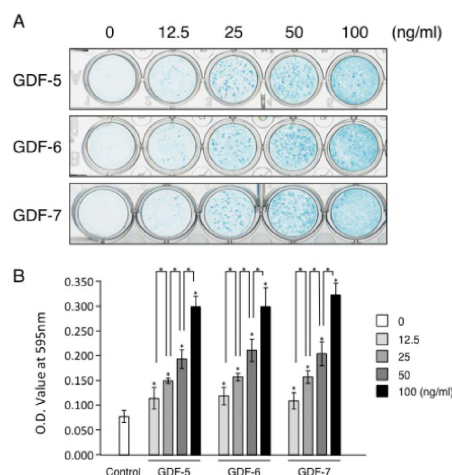 A
0 12.5 25 50 100 (ng/ml)
GDF-5
GDF-6
GDF-7
B
* * * * * * * * *
0.350
0.300
0.250
0.200
0.150
0.100
0.050
0.000
O.D. Value at 595nm
* * * * * * * * * * * *
Control GDF-5 GDF-6 GDF-7
0
12.5
25
50
100 (ng/ml)